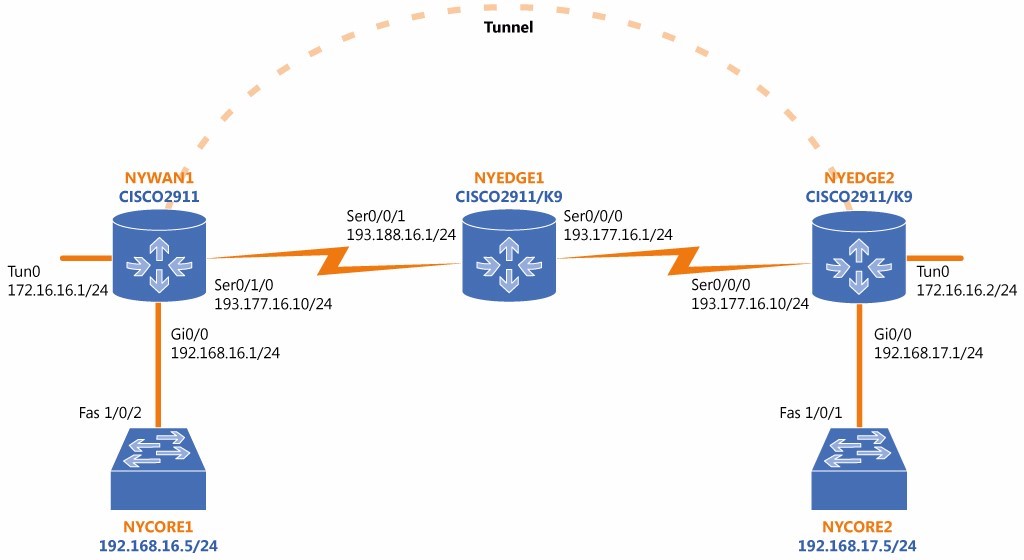 Tunnel
NYWAN1
CISCO2911
NYEDGE1
CISCO2911/K9
NYEDGE2
CISCO2911/K9
Ser0/0/1
193.188.16.1/24
Ser0/0/0
193.177.16.1/24
Tun0
172.16.16.1/24
Ser0/1/0
193.177.16.10/24
Ser0/0/0
193.177.16.10/24
Tun0
172.16.16.2/24
Gi0/0
192.168.16.1/24
Gi0/0
192.168.17.1/24
Fas 1/0/2
Fas 1/0/1
NYCORE1
192.168.16.5/24
NYCORE2
192.168.17.5/24